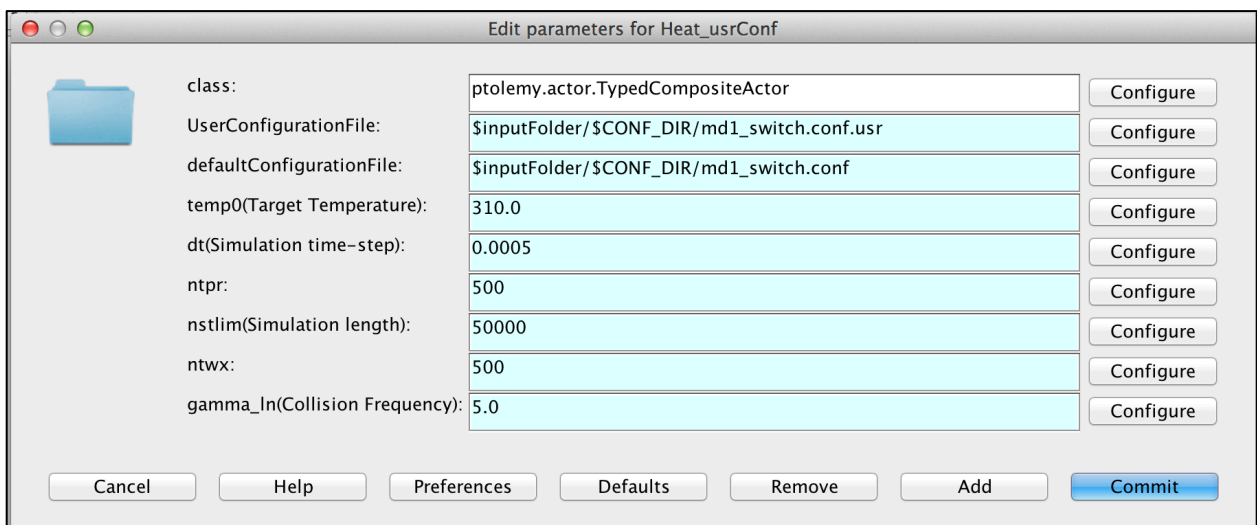 Edit parameters for Heat_usrConf
class: ptolemy.actor.TypedCompositeActor Configure
UserConfigurationFile: $inputFolder/$CONF_DIR/md1_switch.conf.usr Configure
defaultConfigurationFile: $inputFolder/$CONF_DIR/md1_switch.conf Configure
temp0(Target Temperature): 310.0 Configure
dt(Simulation time-step): 0.0005 Configure
ntpr: 500 Configure
nstlim(Simulation length): 50000 Configure
ntwx: 500 Configure
gamma_ln(Collision Frequency): 5.0 Configure
Cancel Help Preferences Defaults Remove Add Commit